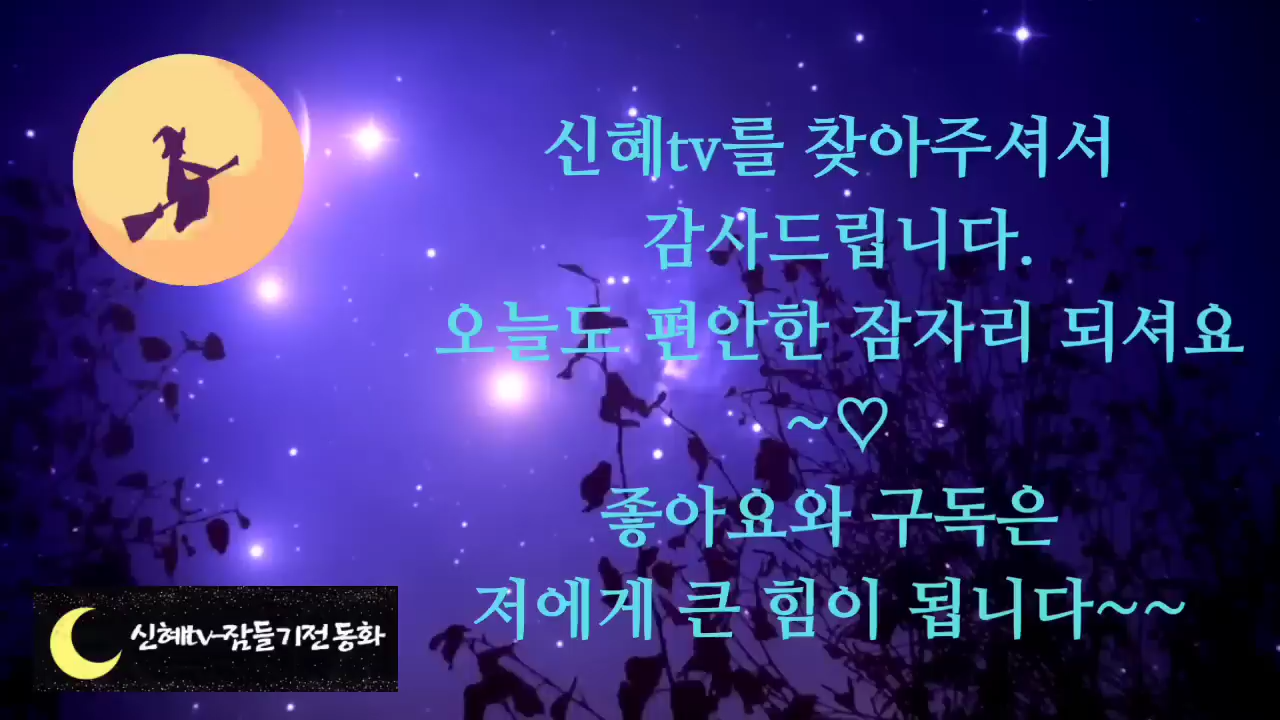 신혜tv를 찾아주셔서
감사드립니다.
오늘도 편안한 잠자리 되셔요
~♡
좋아요와 구독은
저에게 큰 힘이 됩니다~~
신혜tv-잠들기전 동화